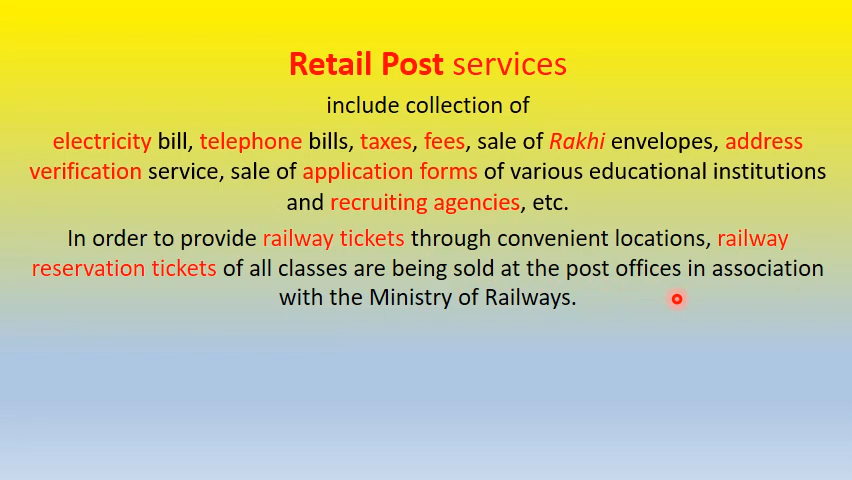 Retail Post services
include collection of
electricity bill, telephone bills, taxes, fees, sale of Rakhi envelopes, address
verification service, sale of application forms of various educational institutions
and recruiting agencies, etc.
In order to provide railway tickets through convenient locations, railway
reservation tickets of all classes are being sold at the post offices in association
with the Ministry of Railways.